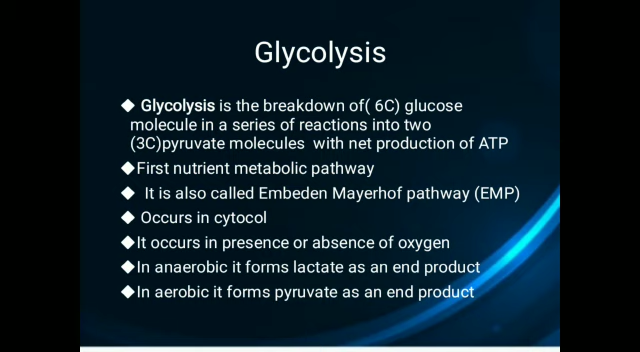 Glycolysis
◆ Glycolysis is the breakdown of( 6C) glucose
molecule in a series of reactions into two
(3C)pyruvate molecules with net production of ATP
◆First nutrient metabolic pathway
◆ It is also called Embeden Mayerhof pathway (EMP)
◆ Occurs in cytocol
◆It occurs in presence or absence of oxygen
◆In anaerobic it forms lactate as an end product
◆In aerobic it forms pyruvate as an end product